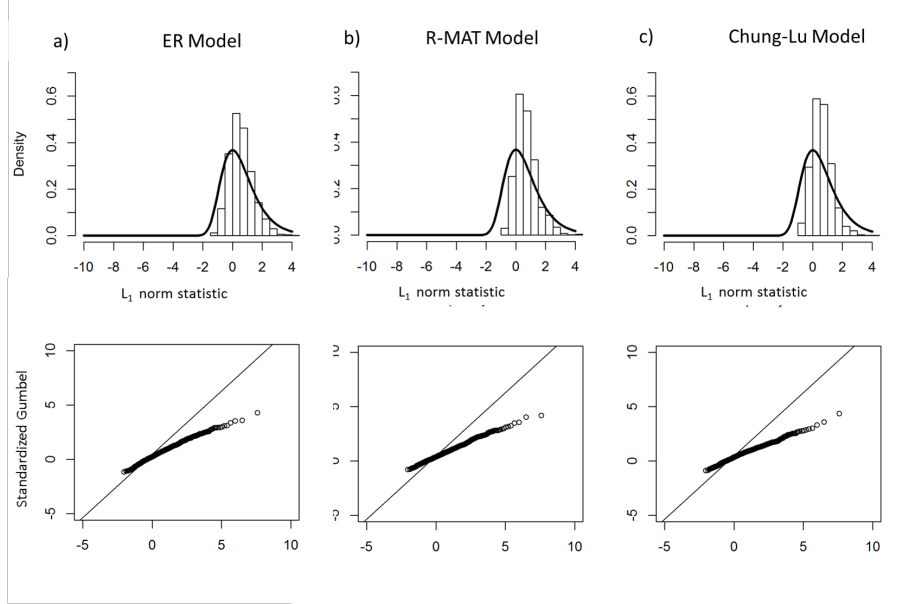 a) ER Model
b) R-MAT Model
c) Chung-Lu Model
Density
0.0 0.2 0.4 0.6
-10 -8 -6 -4 -2 0 2 4
L1 norm statistic
-10 -8 -6 -4 -2 0 2 4
L1 norm statistic
0.0 0.2 0.4 0.6
-10 -8 -6 -4 -2 0 2 4
L1 norm statistic
Standardized Gumbel
-5 0 5 10
-5 0 5 10
-5 0 5 10
-5 0 5 10
-5 0 5 10